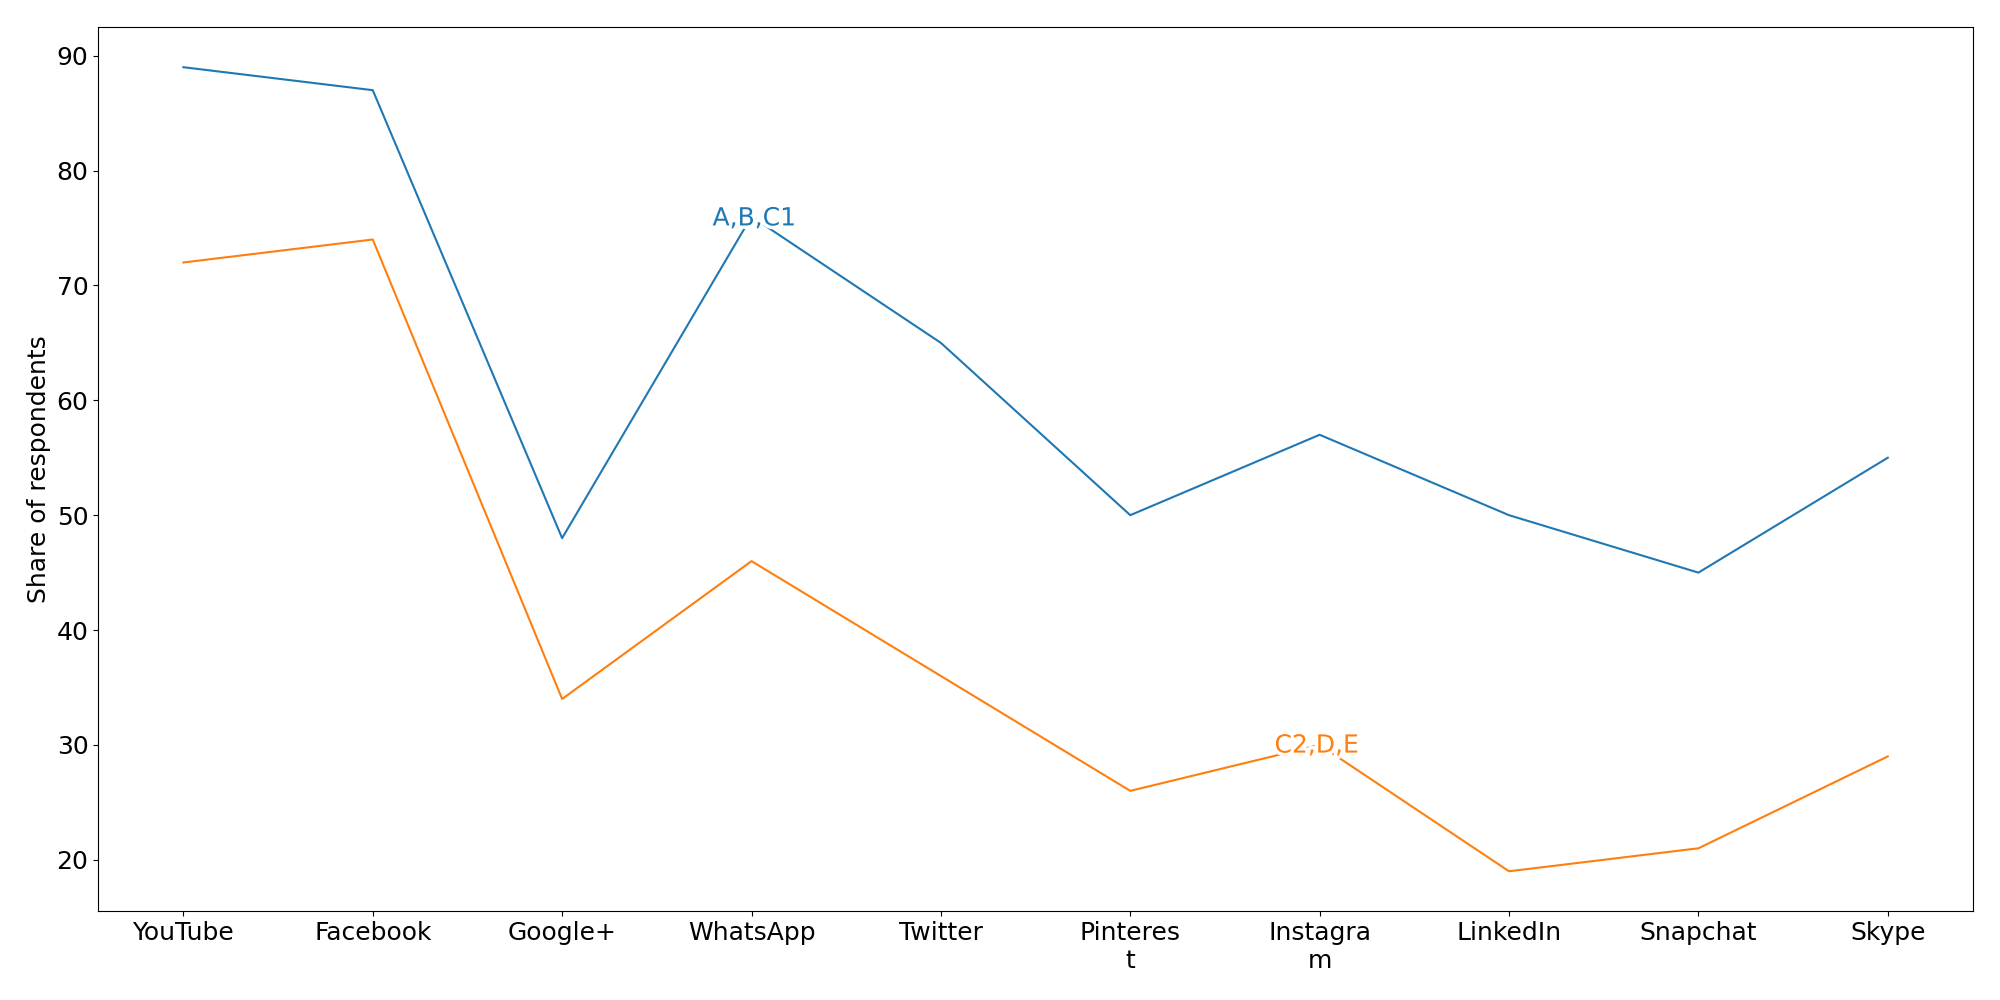 90
80
70
60
50
40
30
20
Share of respondents
A,B,C1
C2,D,E
YouTube
Facebook
Google+
WhatsApp
Twitter
Pinteres
t
Instagra
m
LinkedIn
Snapchat
Skype